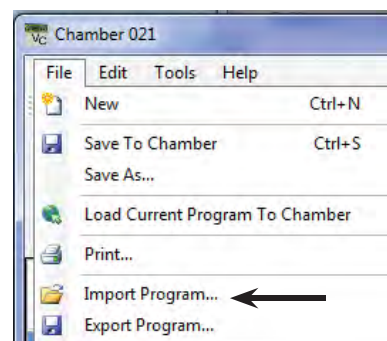 VC Chamber 021
File Edit Tools Help
New Ctrl+N
Save To Chamber Ctrl+S
Save As...
Load Current Program To Chamber
Print...
Import Program...
Export Program...